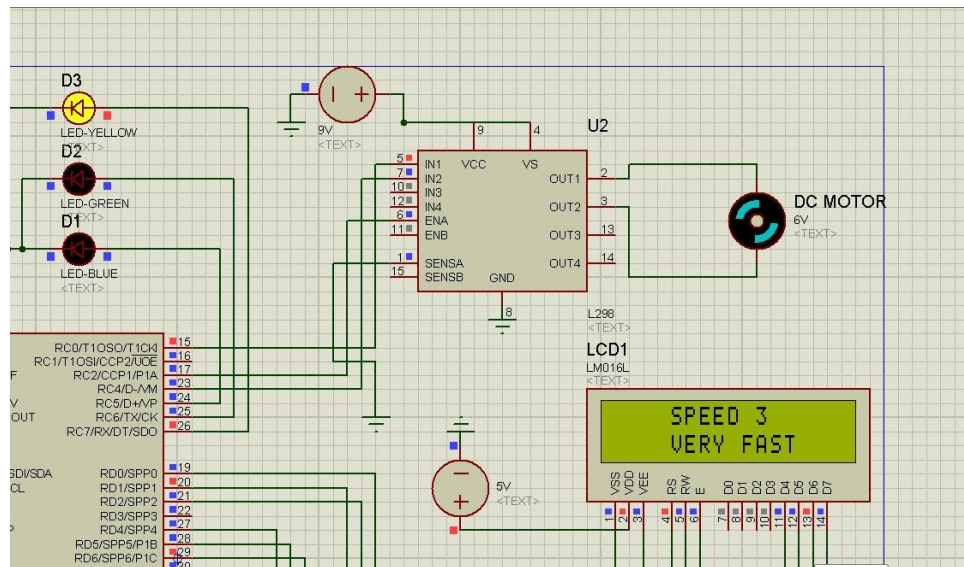 D3
LED-YELLOW
<TEXT>
D2
LED-GREEN
<TEXT>
D1
LED-BLUE
<TEXT>
9V
<TEXT>
U2
9
4
VCC
VS
5
IN1
7
IN2
10
IN3
12
IN4
6
ENA
11
ENB
1
SENSA
15
SENSB
GND
8
OUT1
2
OUT2
3
OUT3
13
OUT4
14
L298
<TEXT>
DC MOTOR
6V
<TEXT>
RC0/T1OSO/T1CKI
15
RC1/T1OSI/CCP2/UOE
16
RC2/CCP1/P1A
17
RC4/D-/VM
23
RC5/D+/VP
24
RC6/TX/CK
25
RC7/RX/DT/SDO
26
OUT
SDI/SDA
CL
RD0/SPP0
19
RD1/SPP1
20
RD2/SPP2
21
RD3/SPP3
22
RD4/SPP4
27
RD5/SPP5/P1B
28
RD6/SPP6/P1C
29
30
5V
<TEXT>
LCD1
LM016L
<TEXT>
SPEED 3
VERY FAST
VSS
VDD
VEE
RS
RW
E
D0
D1
D2
D3
D4
D5
D6
D7
1
2
3
4
5
6
7
8
9
10
11
12
13
14